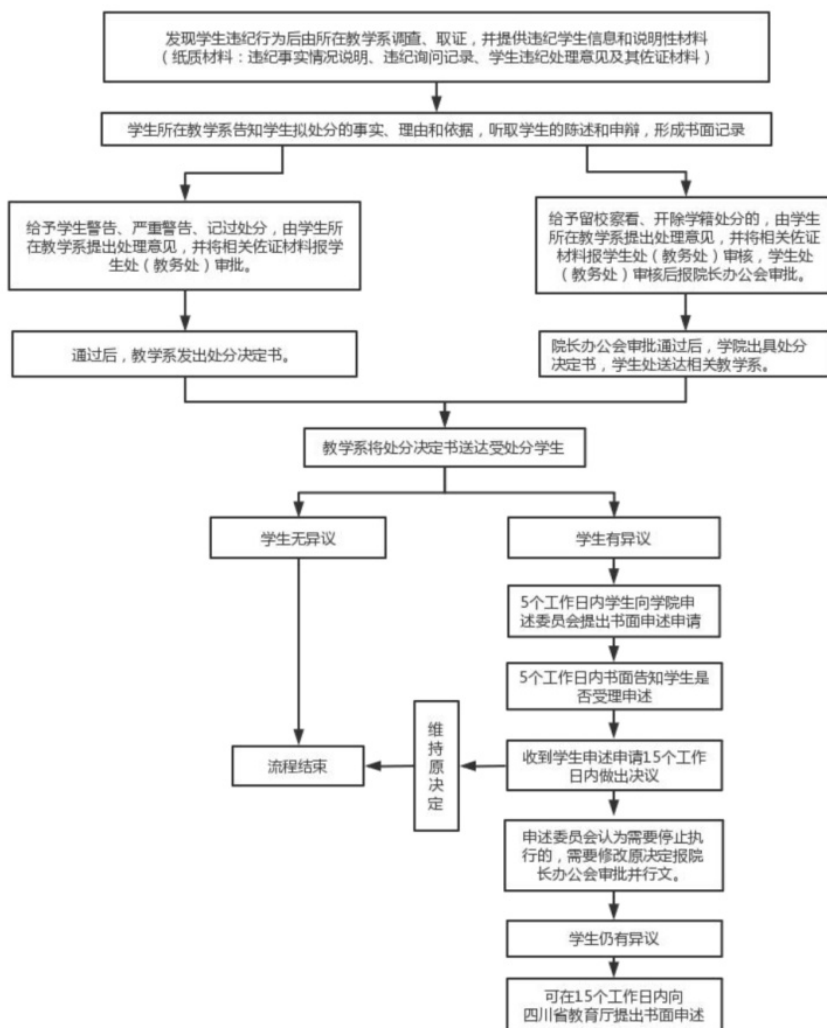 发现学生违纪行为后由所在教学系调查、取证，并提供违纪学生信息和说明性材料
（纸质材料：违纪事实情况说明、违纪询问记录、学生违纪处理意见及其佐证材料）
学生所在教学系告知学生拟处分的事实、理由和依据，听取学生的陈述和申辩，形成书面记录
给予学生警告、严重警告、记过处分，由学生所
在教学系提出处理意见，并将相关佐证材料报学
生处（教务处）审批。
给予留校察看、开除学籍处分的，由学生
所在教学系提出处理意见，并将相关佐证
材料报学生处（教务处）审核，学生处
（教务处）审核后报院长办公会审批。
通过后，教学系发出处分决定书。
院长办公会审批通过后，学院出具处分
决定书，学生处送达相关教学系。
教学系将处分决定书送达受处分学生
学生无异议
学生有异议
5个工作日内学生向学院申
述委员会提出书面申述申请
5个工作日内书面告知学生是
否受理申述
收到学生申述申请15个工作
日内做出决议
维持原决定
流程结束
申述委员会认为需要停止执
行的，需要修改原决定报院
长办公会审批并行文。
学生仍有异议
可在15个工作日内向
四川省教育厅提出书面申述